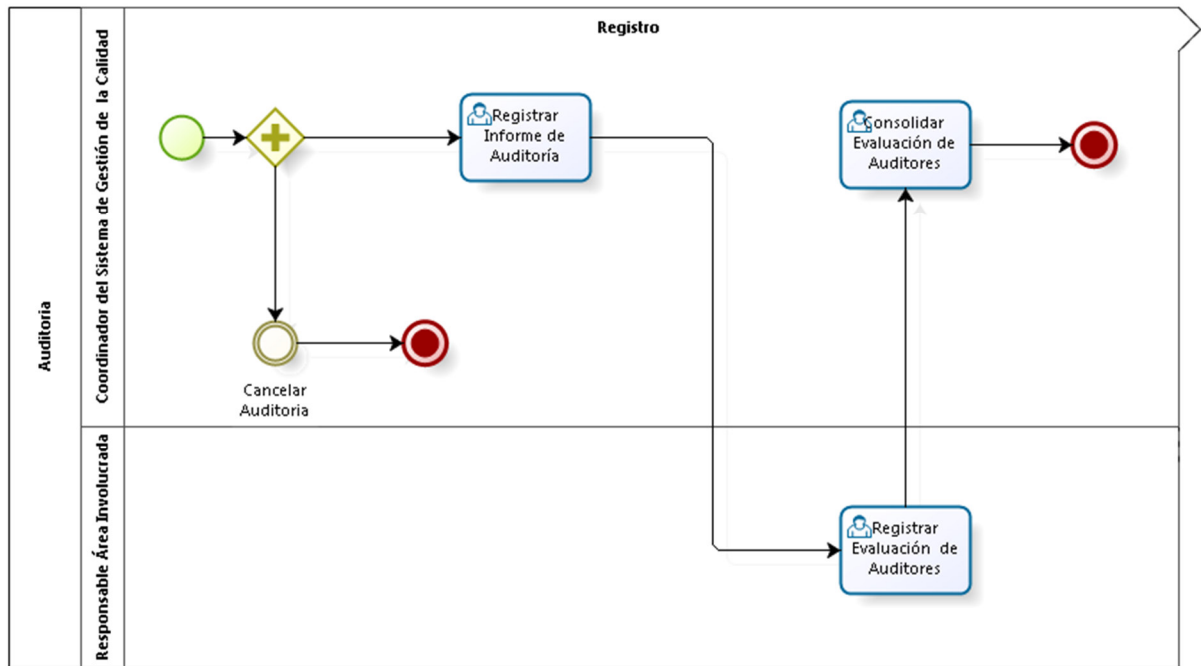 Registro
Auditoria
Coordinador del Sistema de Gestión de la Calidad
Registrar
Informe de
Auditoría
Consolidar
Evaluación de
Auditores
Cancelar
Auditoria
Responsable Área Involucrada
Registrar
Evaluación de
Auditores